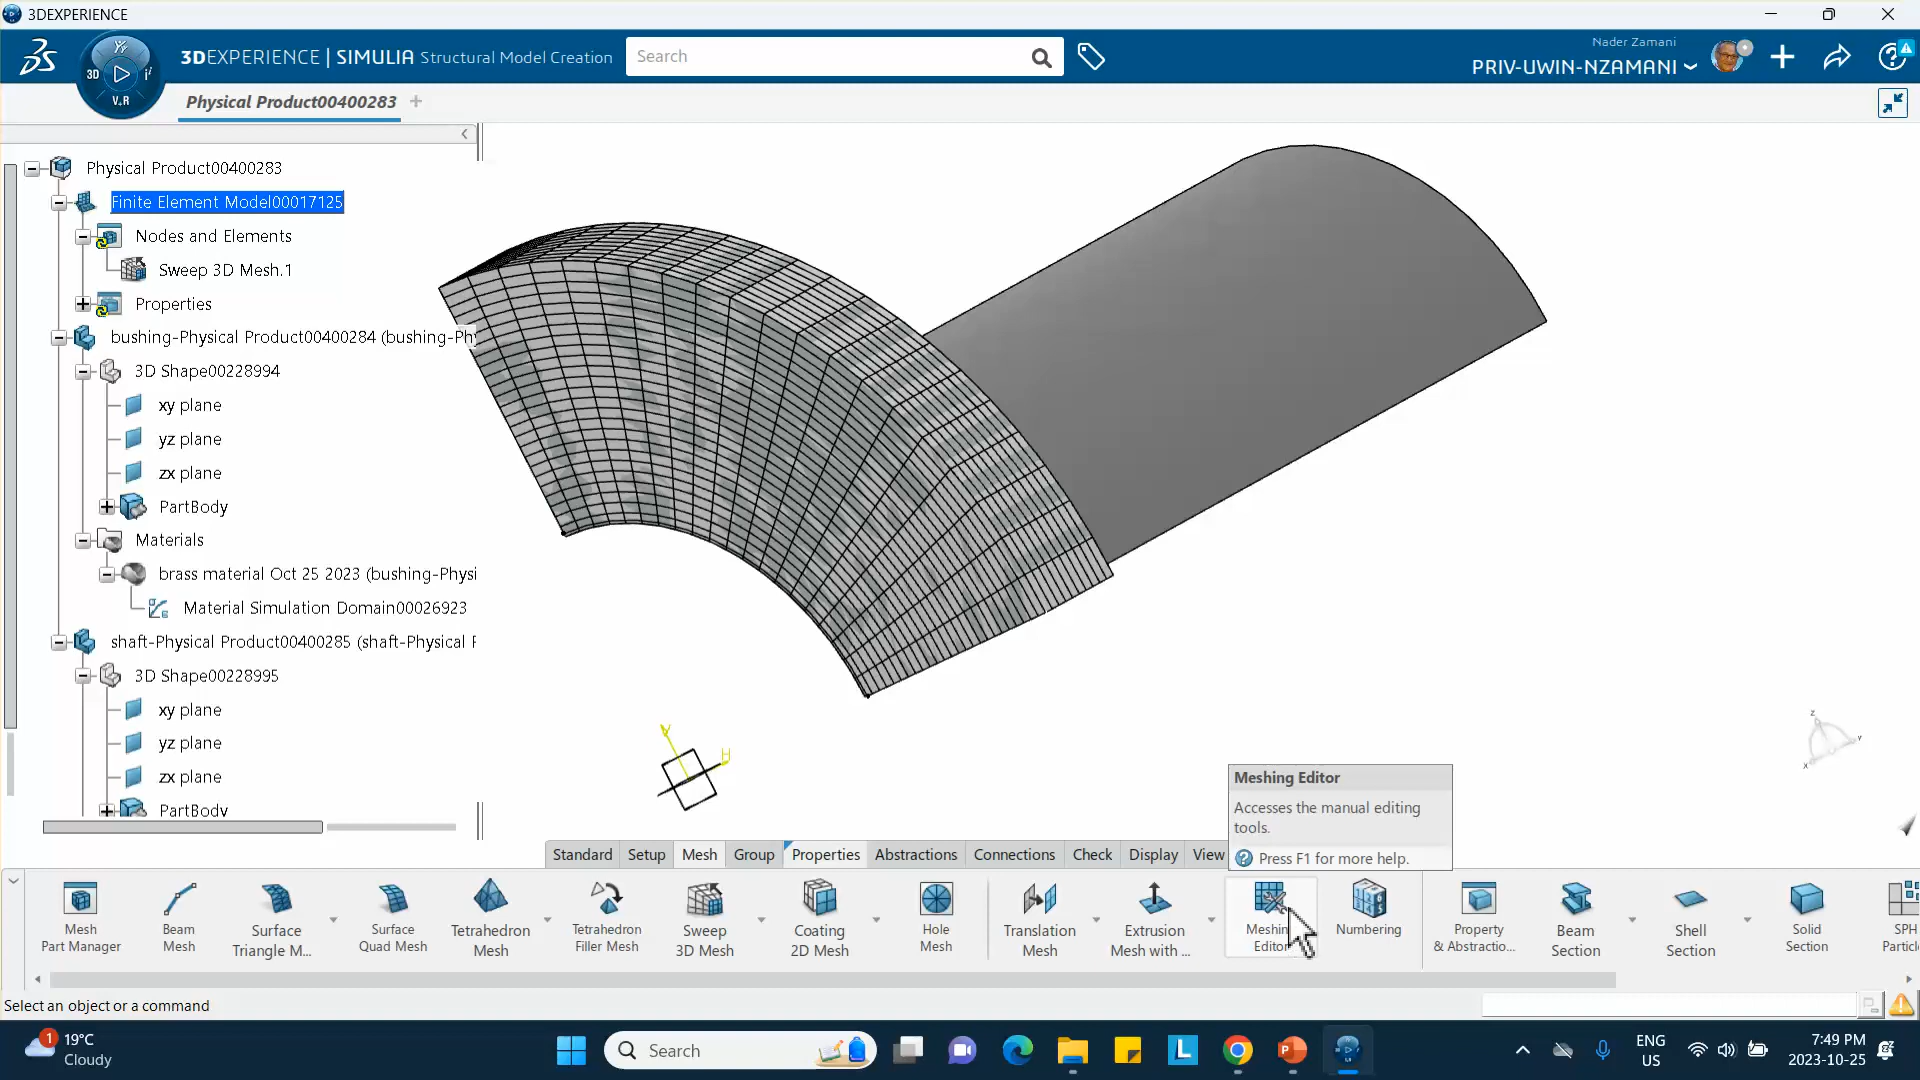 3DEXPERIENCE
3DEXPERIENCE | SIMULIA Structural Model Creation
Search
Nader Zamani
PRIV-UWIN-NZAMANI
3D
V.R
Physical Product00400283
Physical Product00400283
Finite Element Model00017125
Nodes and Elements
Sweep 3D Mesh.1
Properties
bushing-Physical Product00400284 (bushing-Phy
3D Shape00228994
xy plane
yz plane
zx plane
PartBody
Materials
brass material Oct 25 2023 (bushing-Physi
Material Simulation Domain00026923
shaft-Physical Product00400285 (shaft-Physical P
3D Shape00228995
xy plane
yz plane
zx plane
PartBody
V
H
Z
Y
X
Meshing Editor
Accesses the manual editing
tools.
Press F1 for more help.
Standard Setup Mesh Group Properties Abstractions Connections Check Display View
Mesh
Part Manager
Beam
Mesh
Surface
Triangle M...
Surface
Quad Mesh
Tetrahedron
Mesh
Tetrahedron
Filler Mesh
Sweep
3D Mesh
Coating
2D Mesh
Hole
Mesh
Translation
Mesh
Extrusion
Mesh with ...
Meshin
Edito
Numbering
Property
& Abstractio...
Beam
Section
Shell
Section
Solid
Section
SPH
Particl
Select an object or a command
1
19°C
Cloudy
Search
ENG
US
7:49 PM
2023-10-25